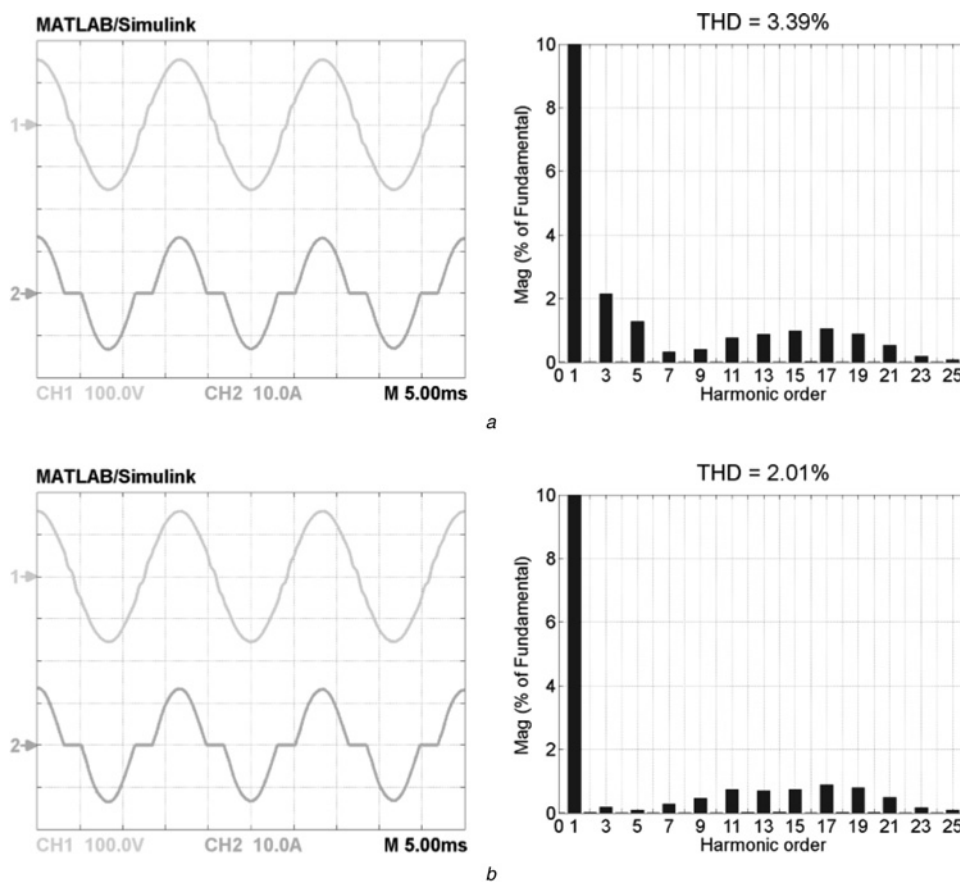 MATLAB/Simulink
1
2
CH1 100.0V CH2 10.0A M 5.00ms
THD = 3.39%
Mag (% of Fundamental)
10
8
6
4
2
0
0 1 3 5 7 9 11 13 15 17 19 21 23 25
Harmonic order
a
MATLAB/Simulink
1
2
CH1 100.0V CH2 10.0A M 5.00ms
THD = 2.01%
Mag (% of Fundamental)
10
8
6
4
2
0
0 1 3 5 7 9 11 13 15 17 19 21 23 25
Harmonic order
b